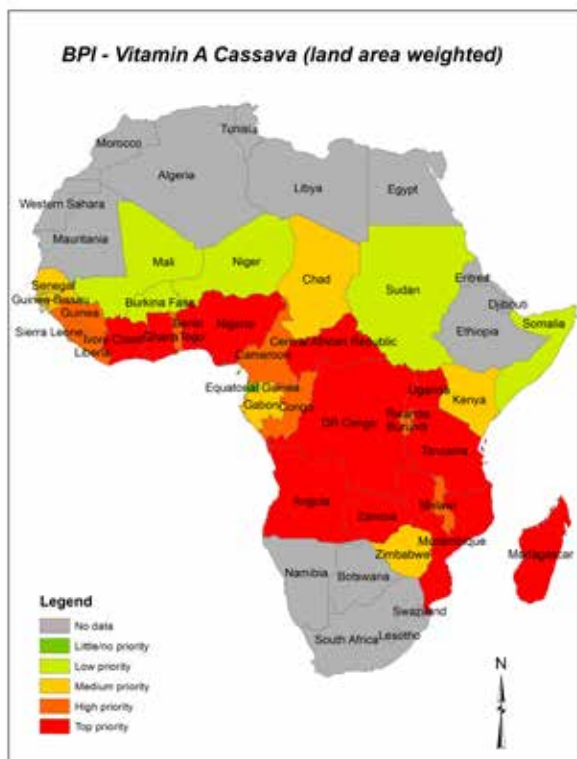 BPI - Vitamin A Cassava (land area weighted)
Tunisia
Morocco
Algeria
Libya
Egypt
Western Sahara
Mauritania
Mali
Niger
Chad
Sudan
Eritrea
Senegal
Guinea-Bissau
Guinea
Burkina Faso
Djibouti
Somalia
Sierra Leone
Ivory Coast
Ghana
Togo
Benin
Nigeria
Ethiopia
Liberia
Cameroon
Central African Republic
Equatorial Guinea
Uganda
Kenya
Gabon
Congo
DR Congo
Rwanda
Burundi
Tanzania
Angola
Zambia
Malawi
Mozambique
Zimbabwe
Madagascar
Namibia
Botswana
Swaziland
South Africa
Lesotho
Legend
No data
Little/no priority
Low priority
Medium priority
High priority
Top priority
N